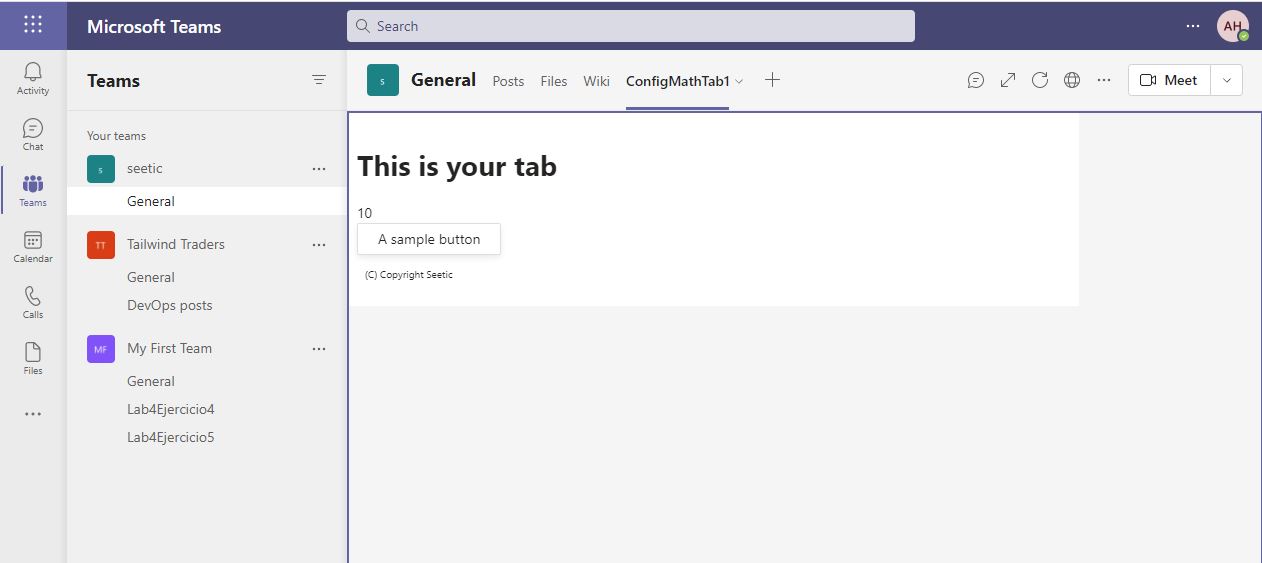 Microsoft Teams
Search
AH
Activity
Chat
Teams
Calendar
Calls
Files
Teams
Your teams
s seetic
General
TT Tailwind Traders
General
DevOps posts
MF My First Team
General
Lab4Ejercicio4
Lab4Ejercicio5
s General Posts Files Wiki ConfigMathTab1 Meet
This is your tab
10
A sample button
(C) Copyright Seetic